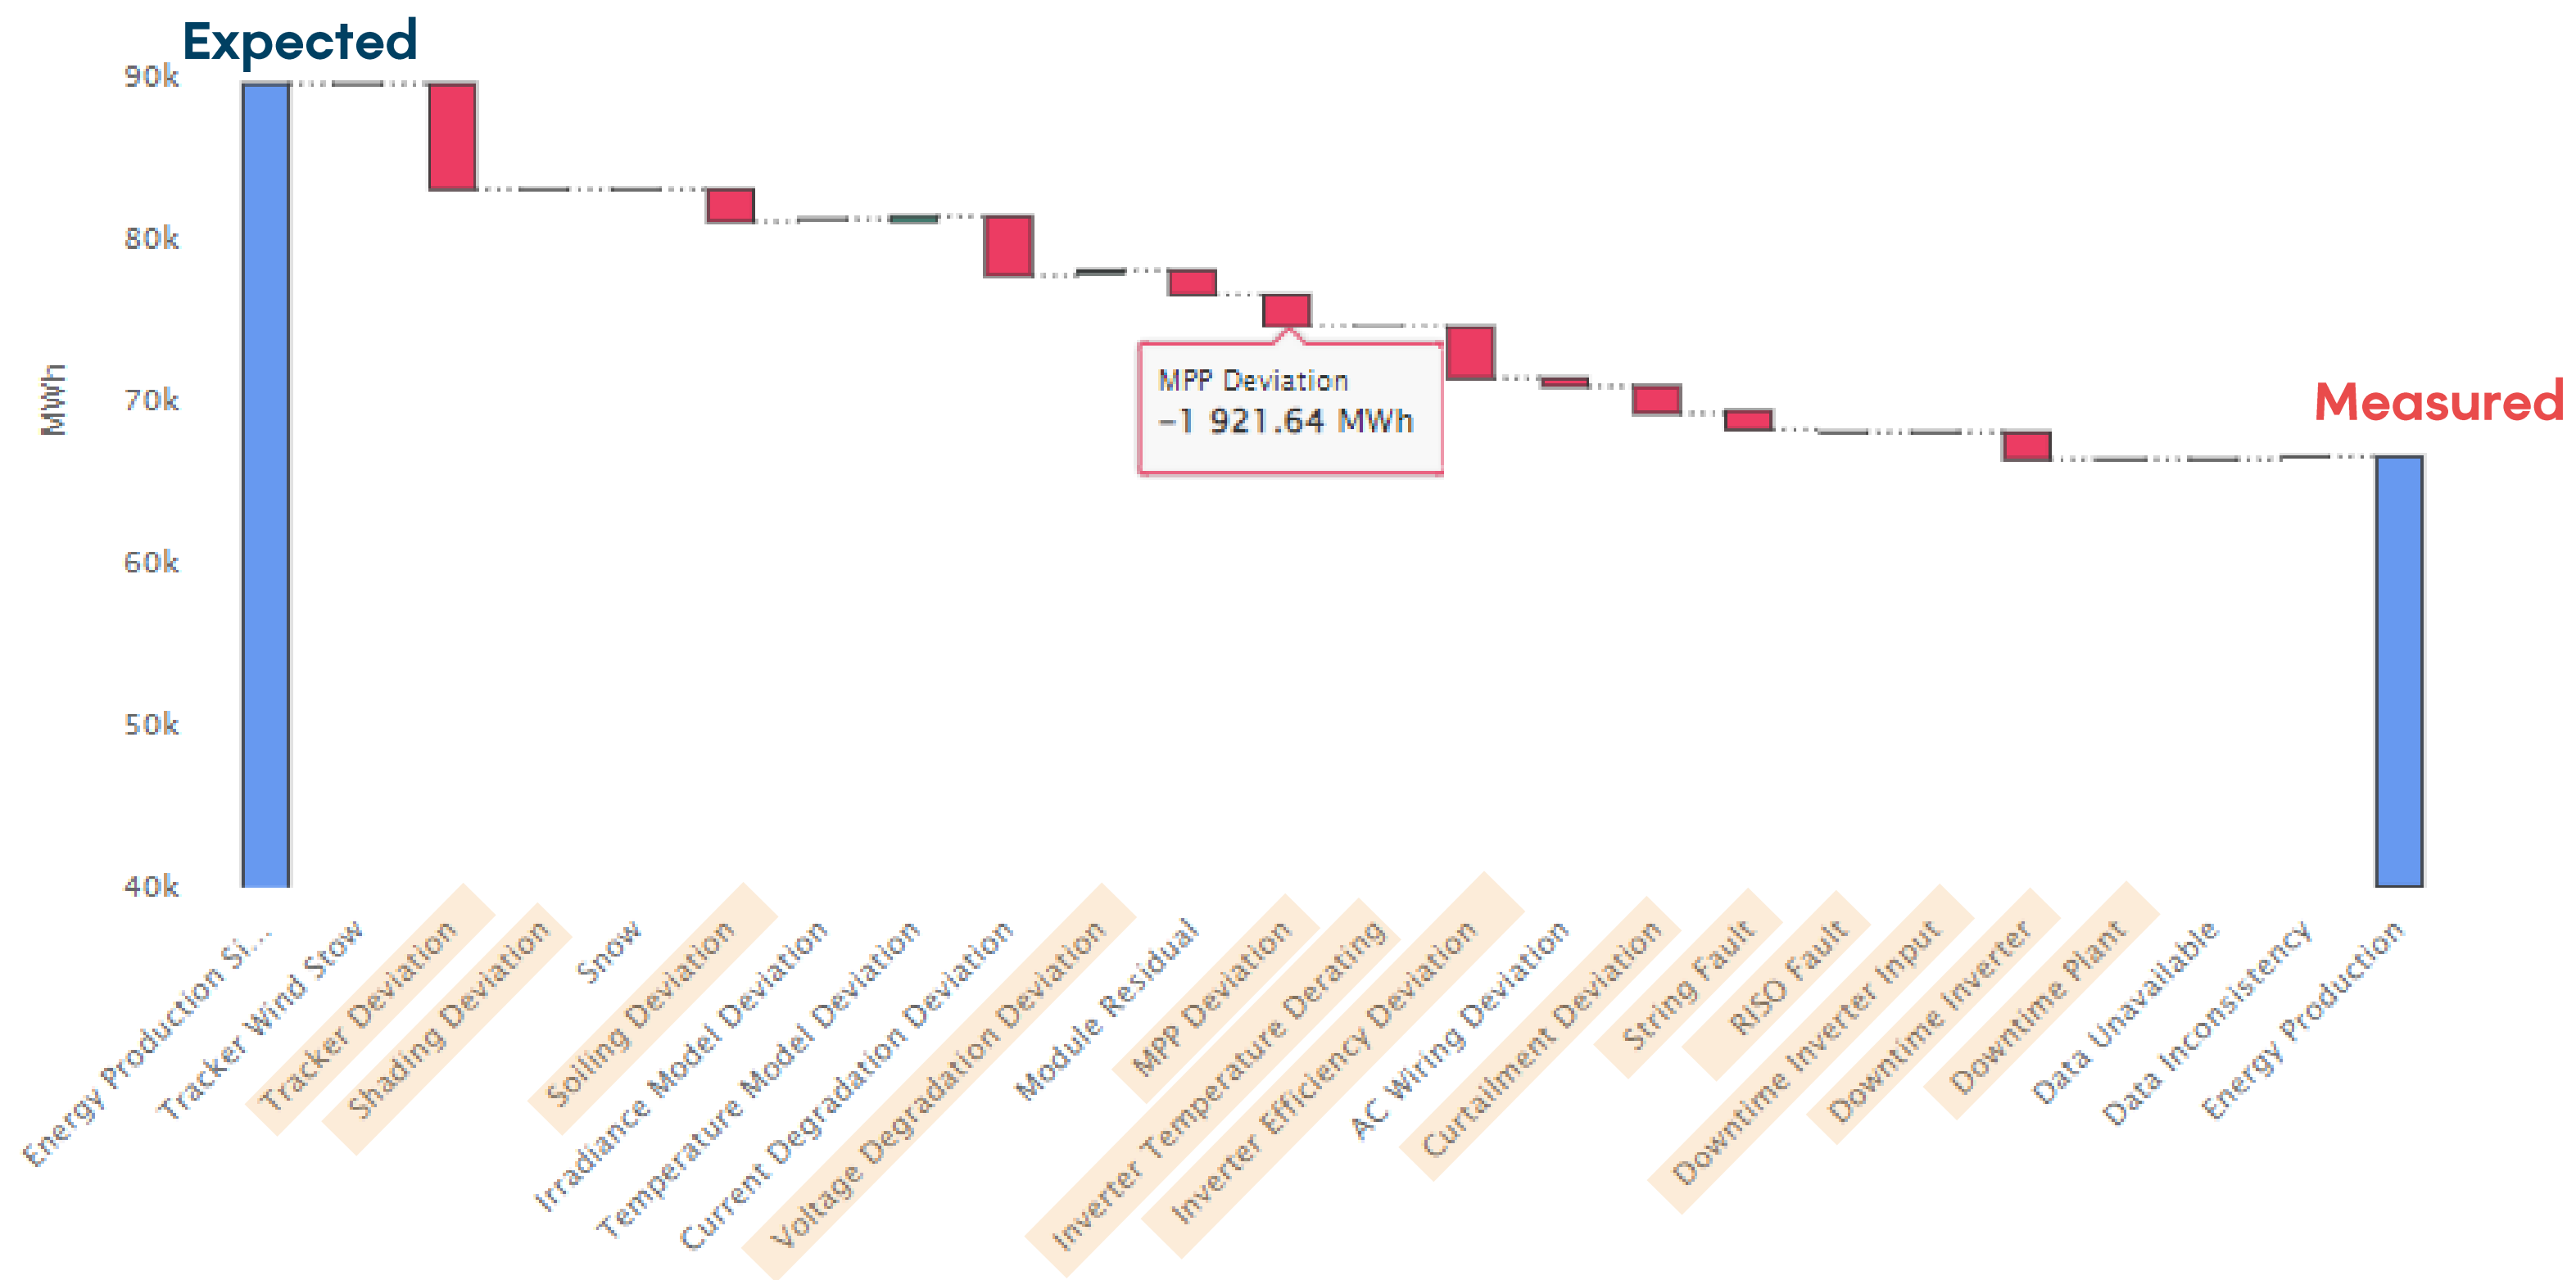 Expected
90k
80k
70k
60k
50k
40k
MWh
MPP Deviation
−1 921.64 MWh
Measured
Energy Production Si...
Tracker Wind Stow
Tracker Deviation
Shading Deviation
Snow
Soiling Deviation
Irradiance Model Deviation
Temperature Model Deviation
Current Degradation Deviation
Voltage Degradation Deviation
Module Residual
MPP Deviation
Inverter Temperature Derating
Inverter Efficiency Deviation
AC Wiring Deviation
Curtailment Deviation
String Fault
RISO Fault
Downtime Inverter Input
Downtime Inverter
Downtime Plant
Data Unavailable
Data Inconsistency
Energy Production